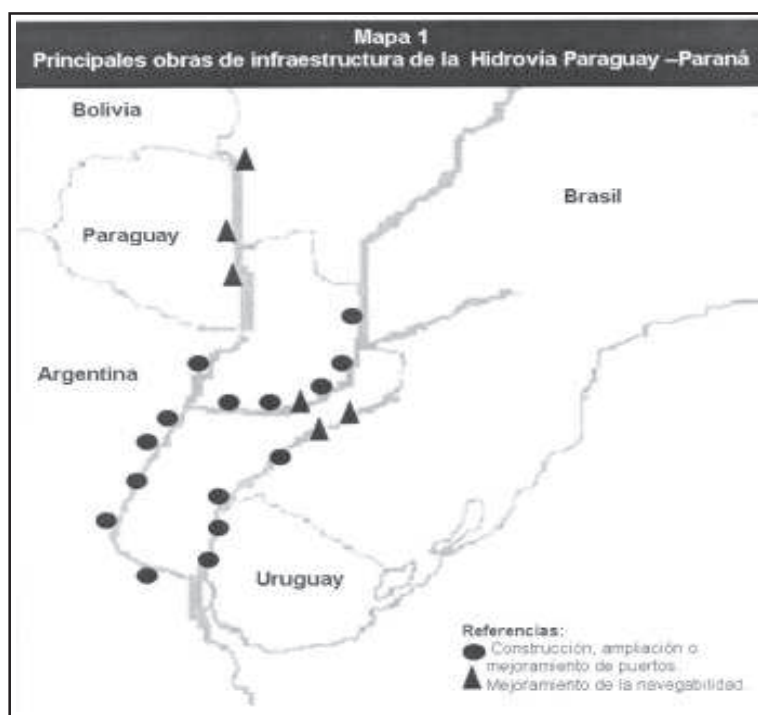 Mapa 1
Principales obras de infraestructura de la Hidrovía Paraguay –Paraná
Bolivia
Brasil
Paraguay
Argentina
Uruguay
Referencias:
Construcción, ampliación o
mejoramiento de puertos.
Mejoramiento de la navegabilidad.